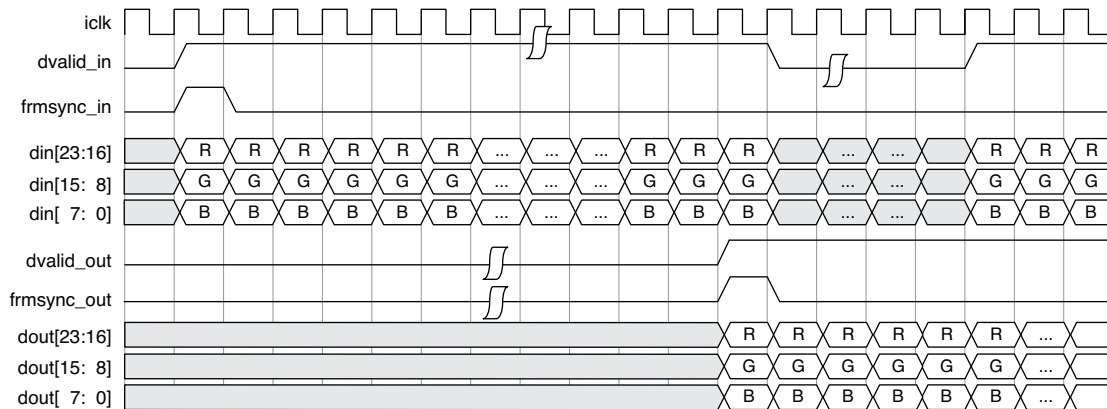 iclk
dvalid_in
frmsync_in
din[23:16] R R R R R R ... ... ... R R R ... ... R R R
din[15: 8] G G G G G G ... ... ... G G G ... ... G G G
din[ 7: 0] B B B B B B ... ... ... B B B ... ... B B B
dvalid_out
frmsync_out
dout[23:16] R R R R R R ...
dout[15: 8] G G G G G G ...
dout[ 7: 0] B B B B B B ...